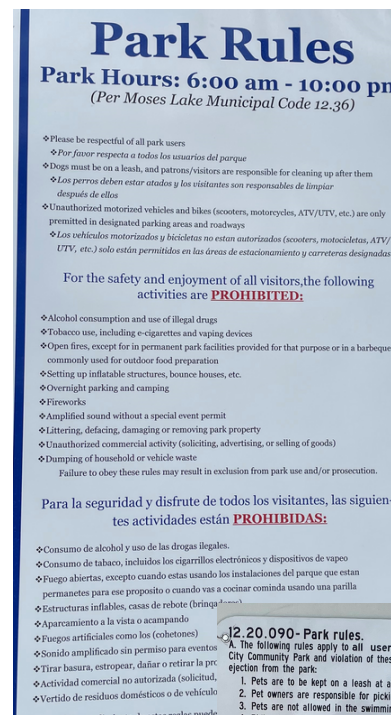 Park Rules
Park Hours: 6:00 am - 10:00 pm
(Per Moses Lake Municipal Code 12.36)
❖Please be respectful of all park users
❖Por favor respecta a todos los usuarios del parque
❖Dogs must be on a leash, and patrons/visitors are responsible for cleaning up after them
❖Los perros deben estar atados y los visitantes son responsables de limpiar
después de ellos
❖Unauthorized motorized vehicles and bikes (scooters, motorcycles, ATV/UTV, etc.) are only
premitted in designated parking areas and roadways
❖Los vehículos motorizados y bicicletas no estan autorizados (scooters, motocicletas, ATV/
UTV, etc.) solo están permitidos en las áreas de estacionamiento y carreteras designadas
For the safety and enjoyment of all visitors,the following
activities are PROHIBITED:
❖Alcohol consumption and use of illegal drugs
❖Tobacco use, including e-cigarettes and vaping devices
❖Open fires, except for in permanent park facilities provided for that purpose or in a barbeque
commonly used for outdoor food preparation
❖Setting up inflatable structures, bounce houses, etc.
❖Overnight parking and camping
❖Fireworks
❖Amplified sound without a special event permit
❖Littering, defacing, damaging or removing park property
❖Unauthorized commercial activity (soliciting, advertising, or selling of goods)
❖Dumping of household or vehicle waste
Failure to obey these rules may result in exclusion from park use and/or prosecution.
Para la seguridad y disfrute de todos los visitantes, las siguien-
tes actividades están PROHIBIDAS:
❖Consumo de alcohol y uso de las drogas ilegales.
❖Consumo de tabaco, incluidos los cigarrillos electrónicos y dispositivos de vapeo
❖Fuego abiertas, excepto cuando estas usando los instalaciones del parque que estan
permanetes para ese proposito o cuando vas a cocinar usando una parilla
❖Estructuras inflables, casas de rebote
❖Aparcamiento a la vista o acampando
❖Fuegos artificiales como los (cohetones)
❖Sonido amplificado sin permiso para eventos
❖Tirar basura, estropear, dañar o retirar la pro
❖Actividad comercial no autorizada (solicitud,
❖Vertido de residuos domésticos o de vehículo
12.20.090- Park rules.
A. The following rules apply to all user
City Community Park and violation of thes
ejection from the park:
1. Pets are to be kept on a leash at a
2. Pet owners are responsible for picki
3. Pets are not allowed in the swimmi